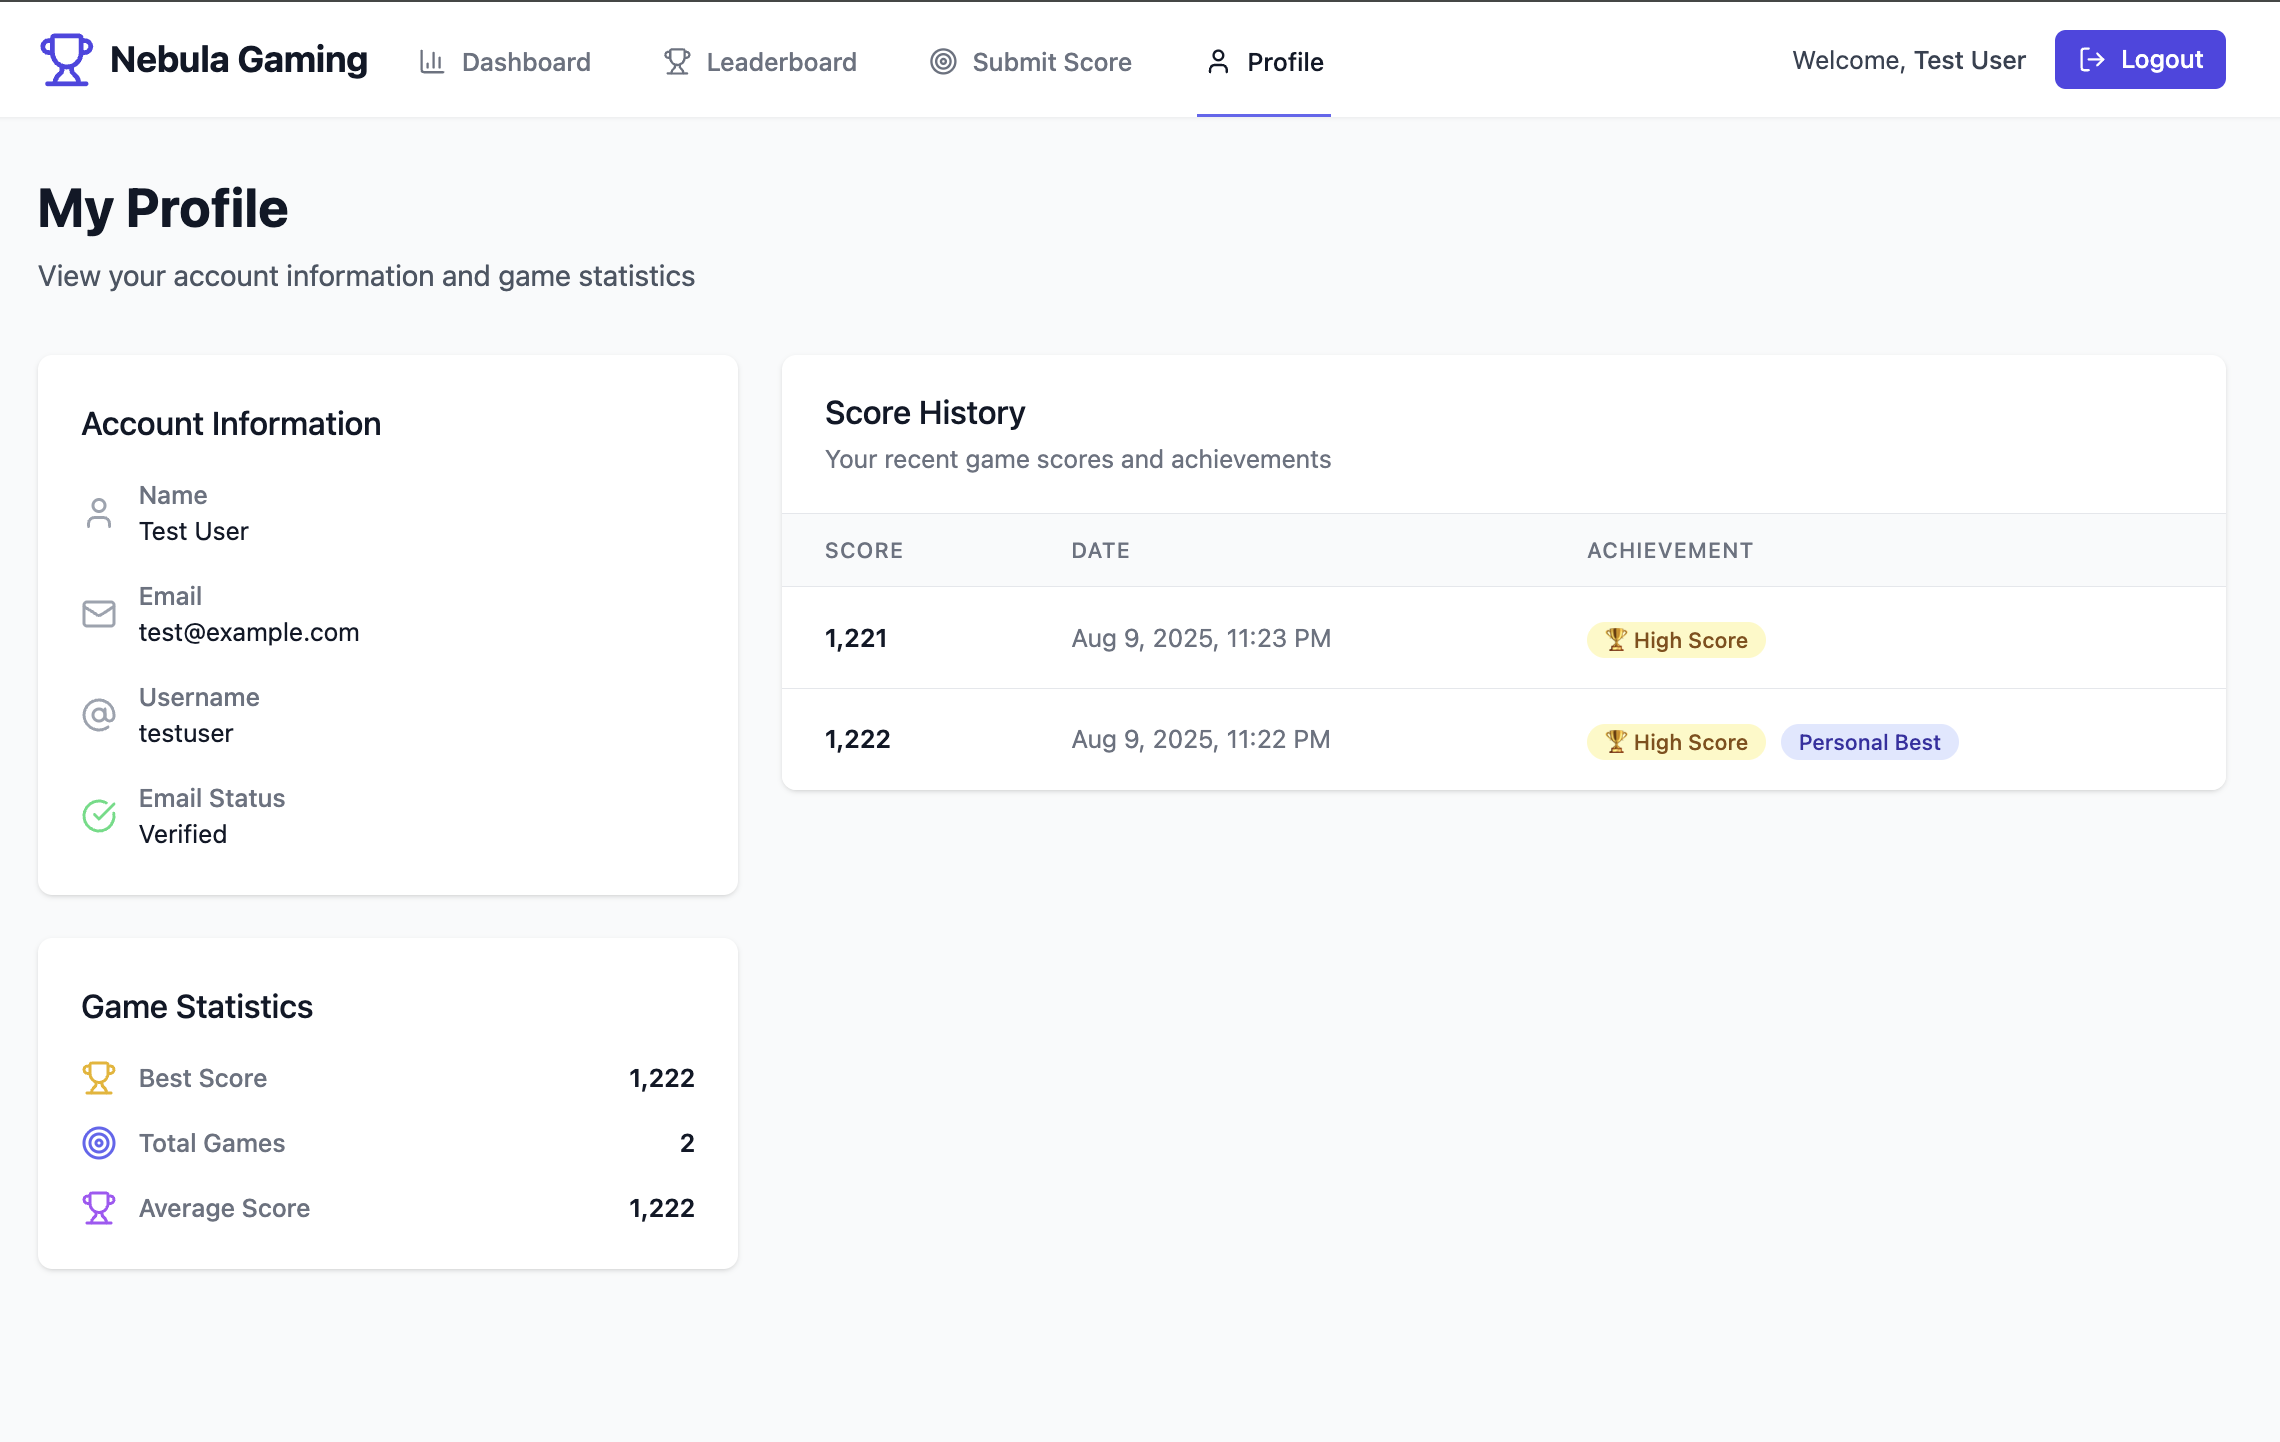 Nebula Gaming Dashboard Leaderboard Submit Score Profile Welcome, Test User Logout
My Profile
View your account information and game statistics
Account Information
Name
Test User
Email
test@example.com
Username
testuser
Email Status
Verified
Game Statistics
Best Score 1,222
Total Games 2
Average Score 1,222
Score History
Your recent game scores and achievements
SCORE DATE ACHIEVEMENT
1,221 Aug 9, 2025, 11:23 PM 🏆 High Score
1,222 Aug 9, 2025, 11:22 PM 🏆 High Score Personal Best